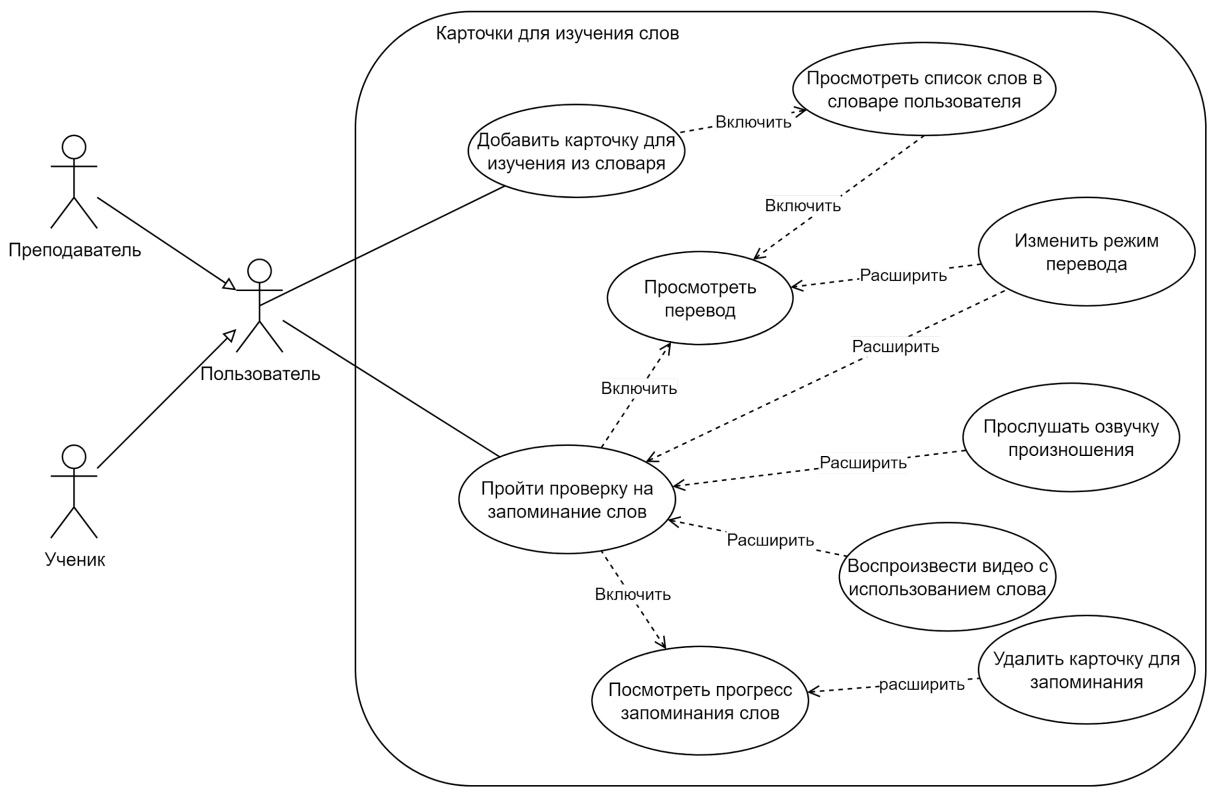 Карточки для изучения слов
Просмотреть список слов в
словаре пользователя
Включить
Добавить карточку для
изучения из словаря
Преподаватель
Включить
Изменить режим
перевода
Расширить
Просмотреть
перевод
Расширить
Пользователь
Включить
Прослушать озвучку
произношения
Расширить
Пройти проверку на
запоминание слов
Расширить
Ученик
Воспроизвести видео с
использованием слова
Включить
Удалить карточку для
запоминания
расширить
Посмотреть прогресс
запоминания слов